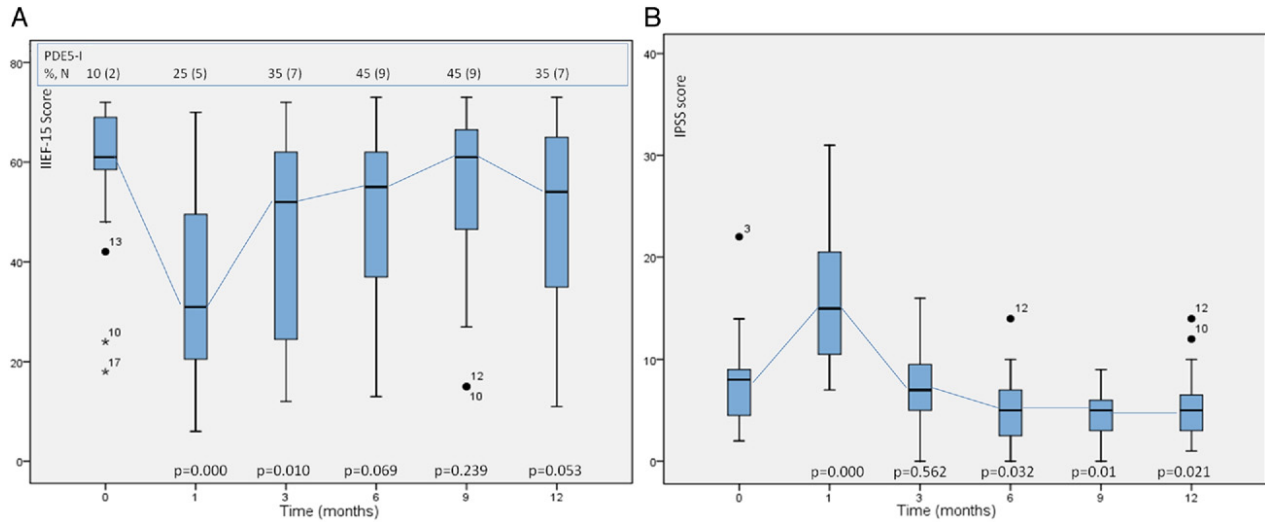 A
PDE5-I
%, N 10 (2) 25 (5) 35 (7) 45 (9) 45 (9) 35 (7)
IIEF-15 Score
80
60
40
20
0
13
10
17
12
10
p=0.000 p=0.010 p=0.069 p=0.239 p=0.053
0 1 3 6 9 12
Time (months)
B
IPSS score
40
30
20
10
0
3
12
12
10
p=0.000 p=0.562 p=0.032 p=0.01 p=0.021
0 1 3 6 9 12
Time (months)